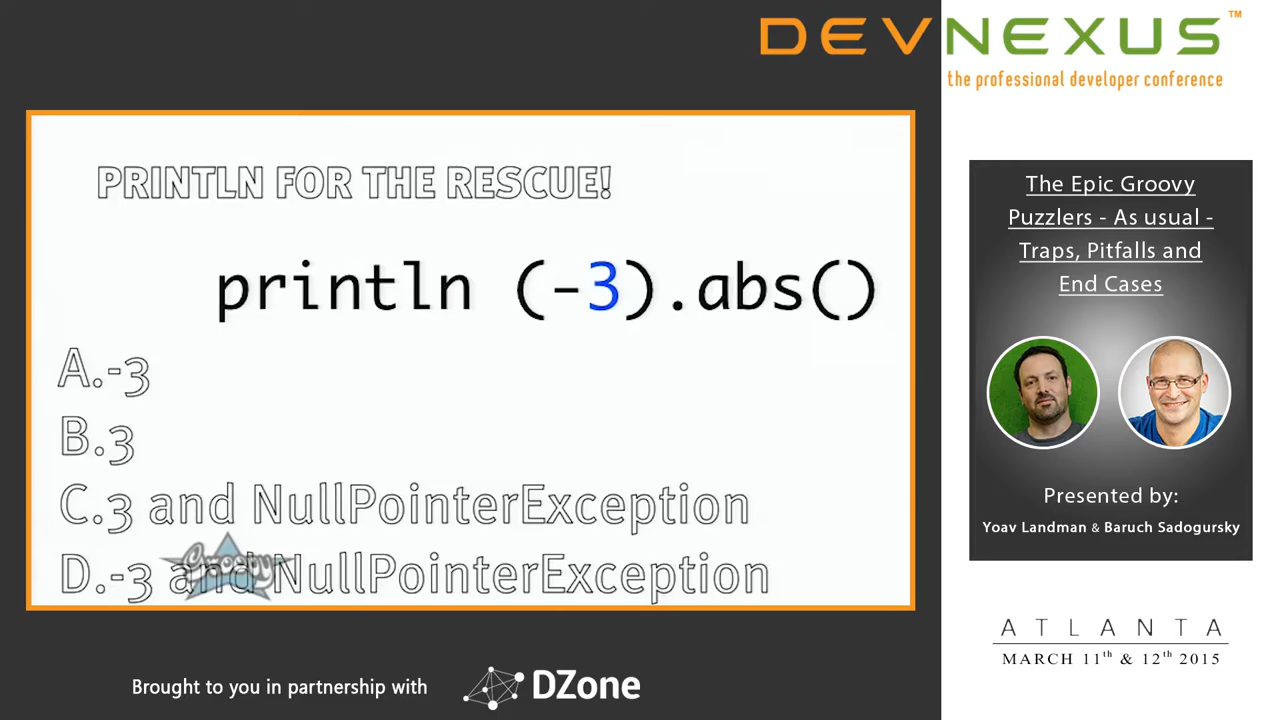 DEVNEXUS™
the professional developer conference
PRINTLN FOR THE RESCUE!
println (-3).abs()
A.-3
B.3
C.3 and NullPointerException
D.-3 and NullPointerException
Groovy
The Epic Groovy
Puzzlers - As usual -
Traps, Pitfalls and
End Cases
Presented by:
Yoav Landman & Baruch Sadogursky
ATLANTA
MARCH 11th & 12th 2015
Brought to you in partnership with DZone